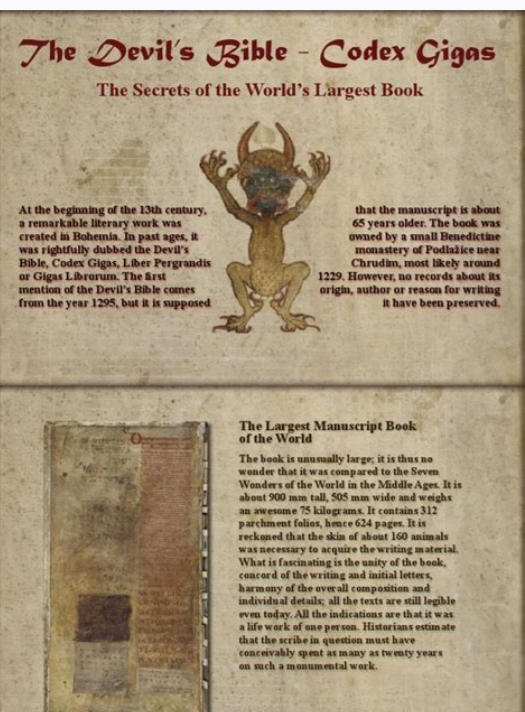 The Devil's Bible - Codex Gigas
The Secrets of the World's Largest Book
At the beginning of the 13th century,
a remarkable literary work was
created in Bohemia. In past ages, it
was rightfully dubbed the Devil's
Bible, Codex Gigas, Liber Pergrandis
or Gigas Librorum. The first
mention of the Devil's Bible comes
from the year 1295, but it is supposed
that the manuscript is about
65 years older. The book was
owned by a small Benedictine
monastery of Podlažice near
Chrudim, most likely around
1229. However, no records about its
origin, author or reason for writing
it have been preserved.
The Largest Manuscript Book
of the World
The book is unusually large; it is thus no
wonder that it was compared to the Seven
Wonders of the World in the Middle Ages. It is
about 900 mm tall, 505 mm wide and weighs
an awesome 75 kilograms. It contains 312
parchment folios, hence 624 pages. It is
reckoned that the skin of about 160 animals
was necessary to acquire the writing material.
What is fascinating is the unity of the book,
concord of the writing and initial letters,
harmony of the overall composition and
individual details; all the texts are still legible
even today. All the indications are that it was
a life work of one person. Historians estimate
that the scribe in question must have
conceivably spent as many as twenty years
on such a monumental work.